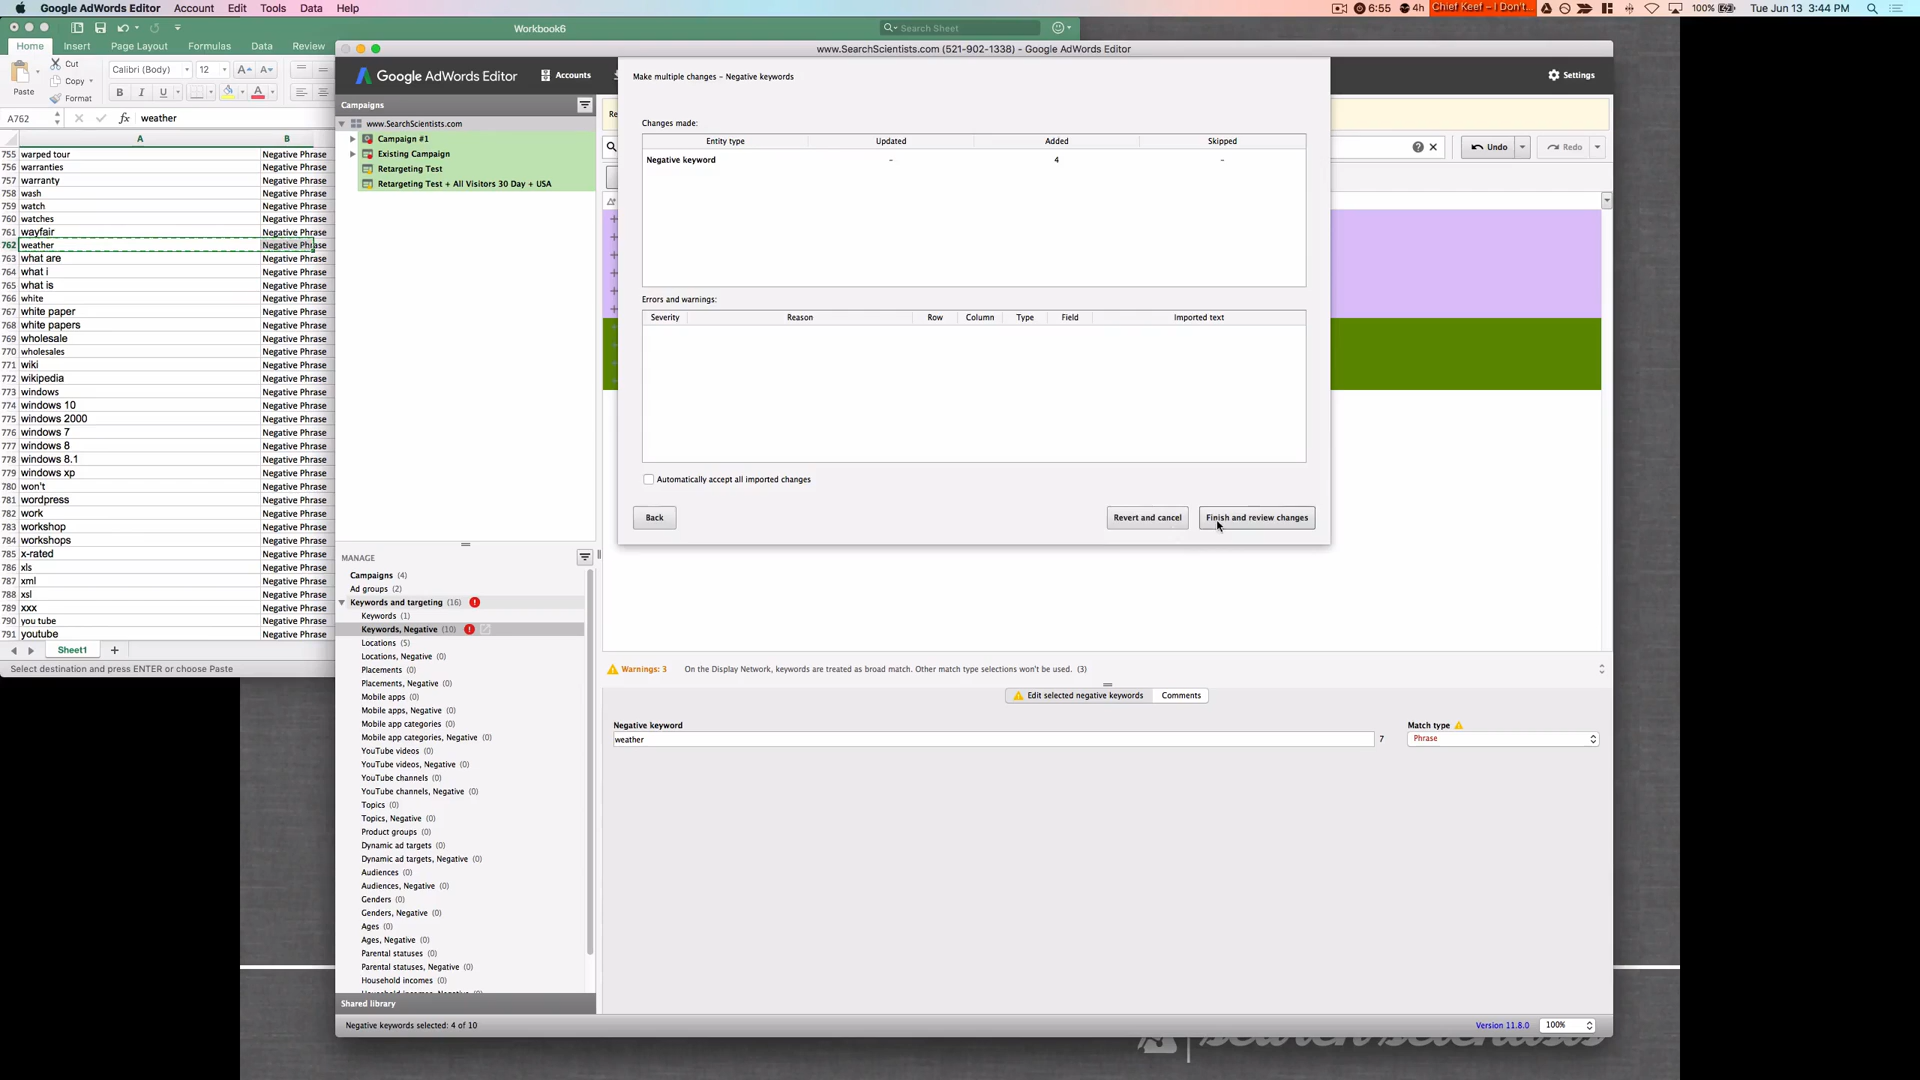 Google AdWords Editor Account Edit Tools Data Help
6:55 4h Chief Keef – I Don't... 100% Tue Jun 13 3:44 PM
Workbook6
Search Sheet
Home Insert Page Layout Formulas Data Review
Paste
Cut
Copy
Format
Calibri (Body) 12
B I U
A762 fx weather
A B
755 warped tour Negative Phrase
756 warranties Negative Phrase
757 warranty Negative Phrase
758 wash Negative Phrase
759 watch Negative Phrase
760 watches Negative Phrase
761 wayfair Negative Phrase
762 weather Negative Phrase
763 what are Negative Phrase
764 what i Negative Phrase
765 what is Negative Phrase
766 white Negative Phrase
767 white paper Negative Phrase
768 white papers Negative Phrase
769 wholesale Negative Phrase
770 wholesales Negative Phrase
771 wiki Negative Phrase
772 wikipedia Negative Phrase
773 windows Negative Phrase
774 windows 10 Negative Phrase
775 windows 2000 Negative Phrase
776 windows 7 Negative Phrase
777 windows 8 Negative Phrase
778 windows 8.1 Negative Phrase
779 windows xp Negative Phrase
780 won't Negative Phrase
781 wordpress Negative Phrase
782 work Negative Phrase
783 workshop Negative Phrase
784 workshops Negative Phrase
785 x-rated Negative Phrase
786 xls Negative Phrase
787 xml Negative Phrase
788 xsl Negative Phrase
789 xxx Negative Phrase
790 you tube Negative Phrase
791 youtube Negative Phrase
Sheet1
Select destination and press ENTER or choose Paste
www.SearchScientists.com (521-902-1338) – Google AdWords Editor
Google AdWords Editor Accounts
Settings
Campaigns
www.SearchScientists.com
Campaign #1
Existing Campaign
Retargeting Test
Retargeting Test + All Visitors 30 Day + USA
Undo Redo
Make multiple changes – Negative keywords
Changes made:
Entity type Updated Added Skipped
Negative keyword – 4 –
Errors and warnings:
Severity Reason Row Column Type Field Imported text
Automatically accept all imported changes
Back Revert and cancel Finish and review changes
MANAGE
Campaigns (4)
Ad groups (2)
Keywords and targeting (16)
Keywords (1)
Keywords, Negative (10)
Locations (5)
Locations, Negative (0)
Placements (0)
Placements, Negative (0)
Mobile apps (0)
Mobile apps, Negative (0)
Mobile app categories (0)
Mobile app categories, Negative (0)
YouTube videos (0)
YouTube videos, Negative (0)
YouTube channels (0)
YouTube channels, Negative (0)
Topics (0)
Topics, Negative (0)
Product groups (0)
Dynamic ad targets (0)
Dynamic ad targets, Negative (0)
Audiences (0)
Audiences, Negative (0)
Genders (0)
Genders, Negative (0)
Ages (0)
Ages, Negative (0)
Parental statuses (0)
Parental statuses, Negative (0)
Household incomes (0)
Shared library
Negative keywords selected: 4 of 10
Warnings: 3 On the Display Network, keywords are treated as broad match. Other match type selections won't be used. (3)
Edit selected negative keywords Comments
Negative keyword Match type
weather 7 Phrase
Version 11.8.0 100%